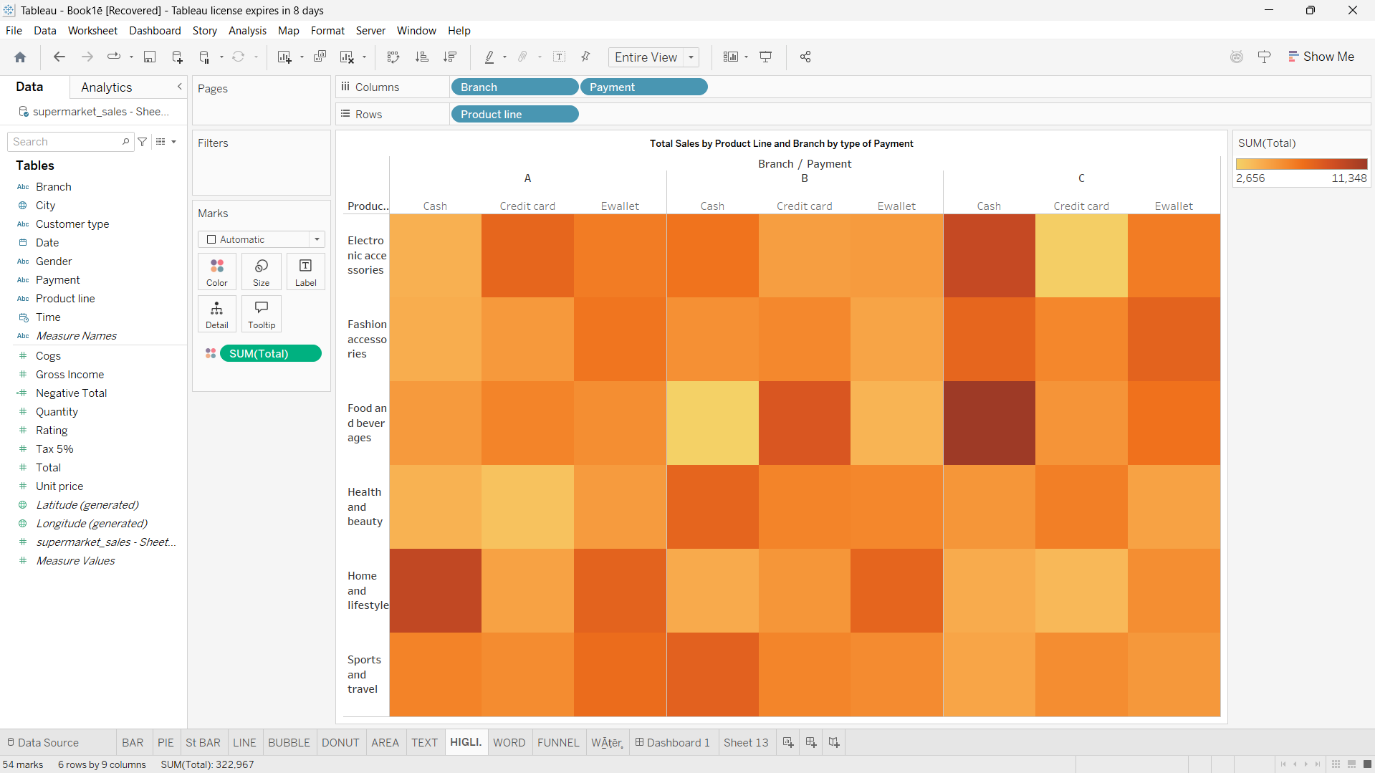 Tableau - Book1ẽ [Recovered] - Tableau license expires in 8 days
File Data Worksheet Dashboard Story Analysis Map Format Server Window Help
Entire View
Show Me
Data Analytics
supermarket_sales - Shee...
Search
Tables
Abc Branch
City
Abc Customer type
Date
Abc Gender
Abc Payment
Abc Product line
Time
Abc Measure Names
Cogs
Gross Income
Negative Total
Quantity
Rating
Tax 5%
Total
Unit price
Latitude (generated)
Longitude (generated)
supermarket_sales - Sheet...
Measure Values
Pages
Filters
Marks
Automatic
Color Size Label
Detail Tooltip
SUM(Total)
Columns Branch Payment
Rows Product line
Total Sales by Product Line and Branch by type of Payment
Branch / Payment
A B C
Produc.. Cash Credit card Ewallet Cash Credit card Ewallet Cash Credit card Ewallet
Electro
nic acce
ssories
Fashion
accesso
ries
Food an
d bever
ages
Health
and
beauty
Home
and
lifestyle
Sports
and
travel
SUM(Total)
2,656 11,348
Data Source BAR PIE St BAR LINE BUBBLE DONUT AREA TEXT HIGLI. WORD FUNNEL Dashboard 1 Sheet 13
54 marks 6 rows by 9 columns SUM(Total): 322,967